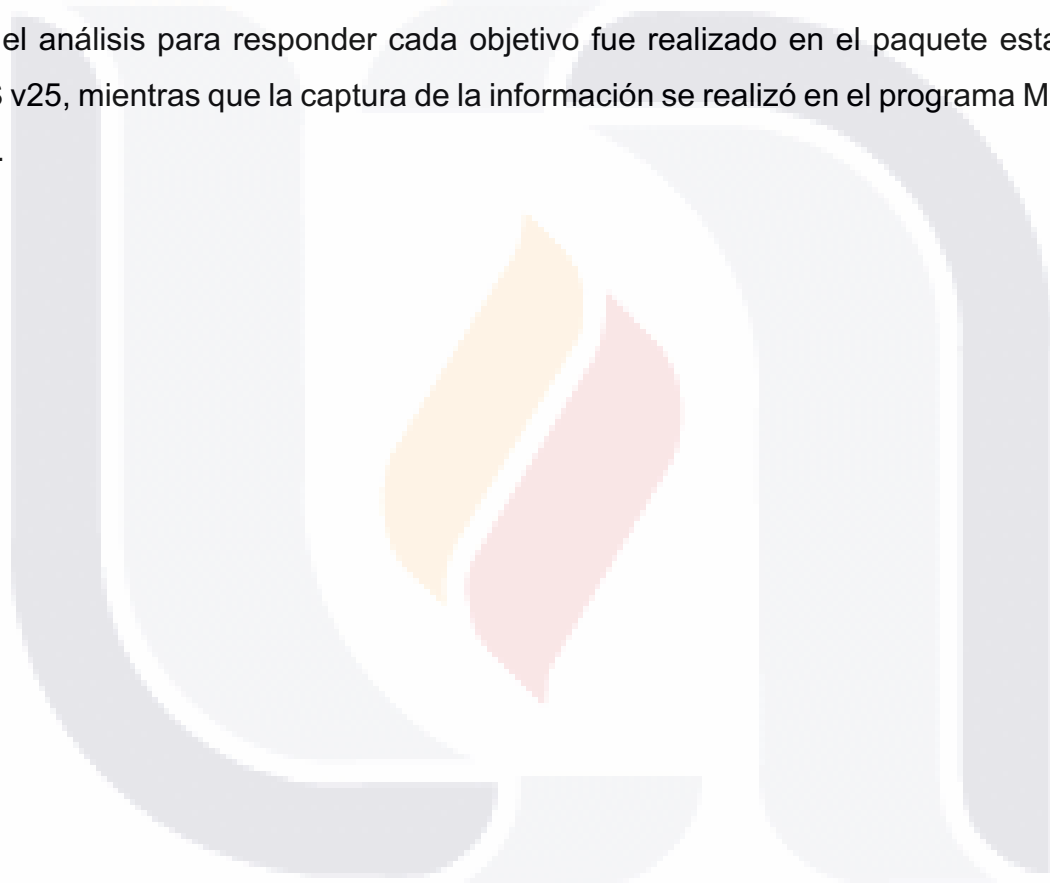 el análisis para responder cada objetivo fue realizado en el paquete esta
v25, mientras que la captura de la información se realizó en el programa M
.